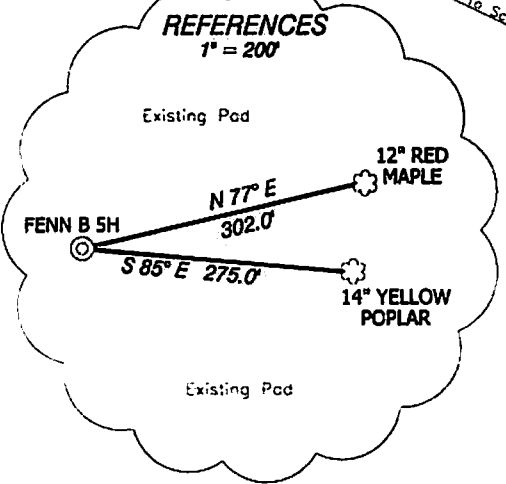 REFERENCES
1" = 200'
To
Existing Pad
12" RED
MAPLE
N 77° E
302.0'
FENN B 5H
S 85° E 275.0'
14" YELLOW
POPLAR
Existing Pad